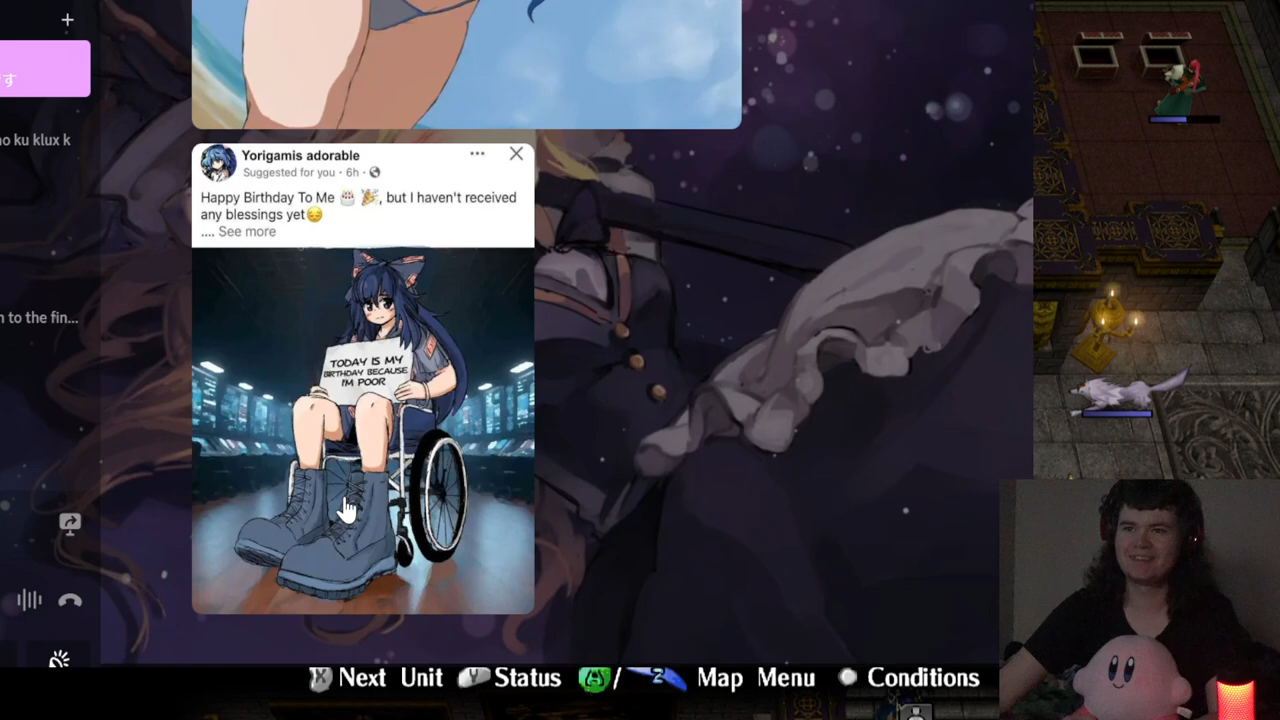 す
no ku klux k
n to the fin...
Yorigamis adorable
Suggested for you · 6h ·
Happy Birthday To Me 🎂 🎉, but I haven't received
any blessings yet😔
.... See more
TODAY IS MY
BIRTHDAY BECAUSE
I'M POOR
X Next Unit Y Status / Z Map Menu Conditions